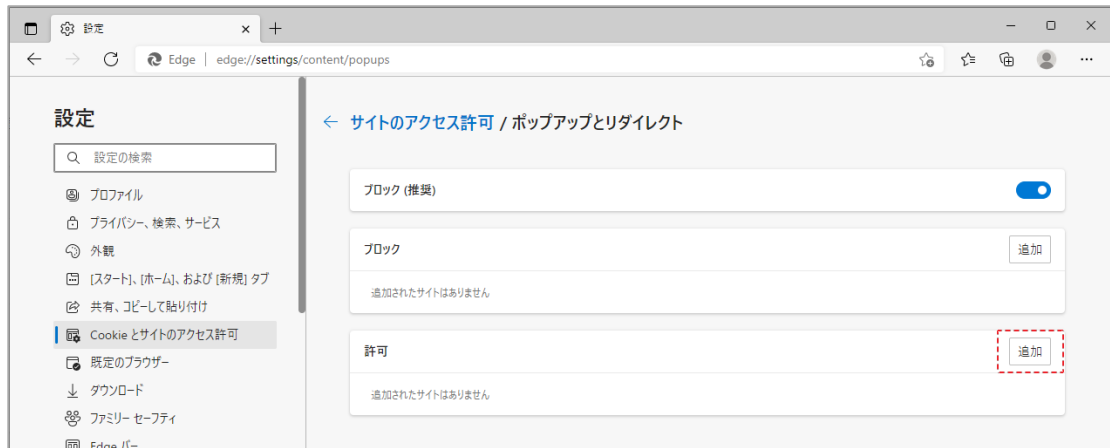 設定
Edge | edge://settings/content/popups
設定
設定の検索
プロファイル
プライバシー、検索、サービス
外観
[スタート]、[ホーム]、および [新規] タブ
共有、コピーして貼り付け
Cookie とサイトのアクセス許可
既定のブラウザー
ダウンロード
ファミリー セーフティ
Edge バー
サイトのアクセス許可 / ポップアップとリダイレクト
ブロック (推奨)
ブロック
追加
追加されたサイトはありません
許可
追加
追加されたサイトはありません